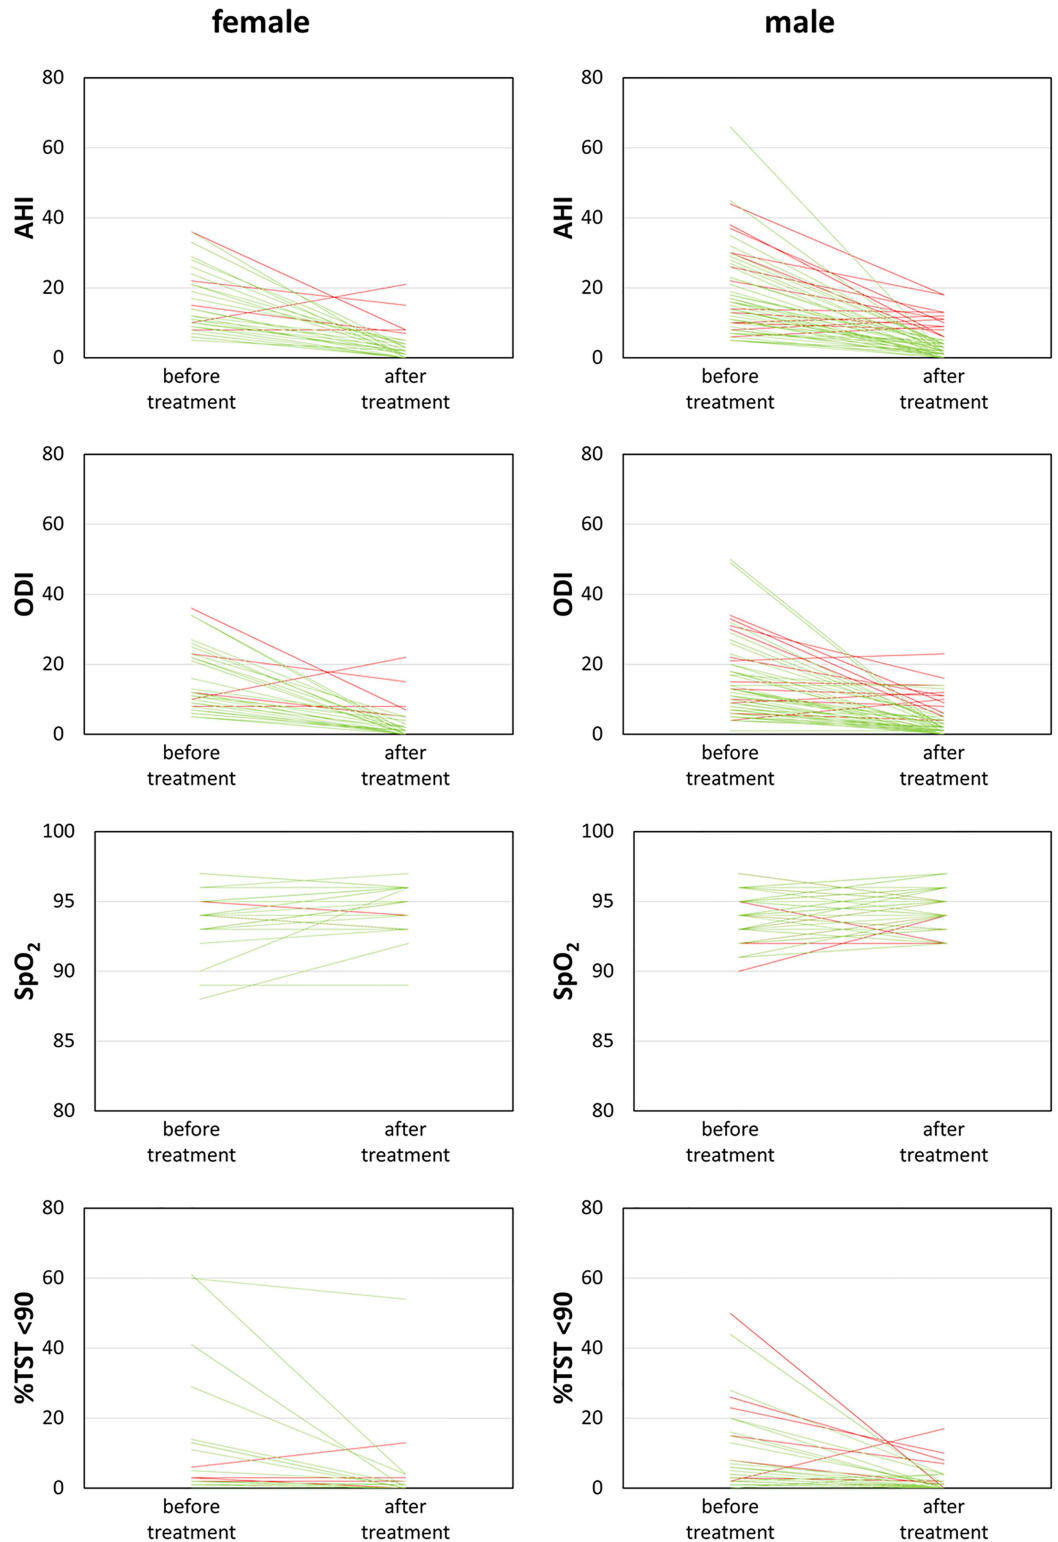 female
male
80
60
40
20
0
AHI
before
treatment
after
treatment
80
60
40
20
0
AHI
before
treatment
after
treatment
80
60
40
20
0
ODI
before
treatment
after
treatment
80
60
40
20
0
ODI
before
treatment
after
treatment
100
95
90
85
80
SpO₂
before
treatment
after
treatment
100
95
90
85
80
SpO₂
before
treatment
after
treatment
80
60
40
20
0
%TST <90
before
treatment
after
treatment
80
60
40
20
0
%TST <90
before
treatment
after
treatment